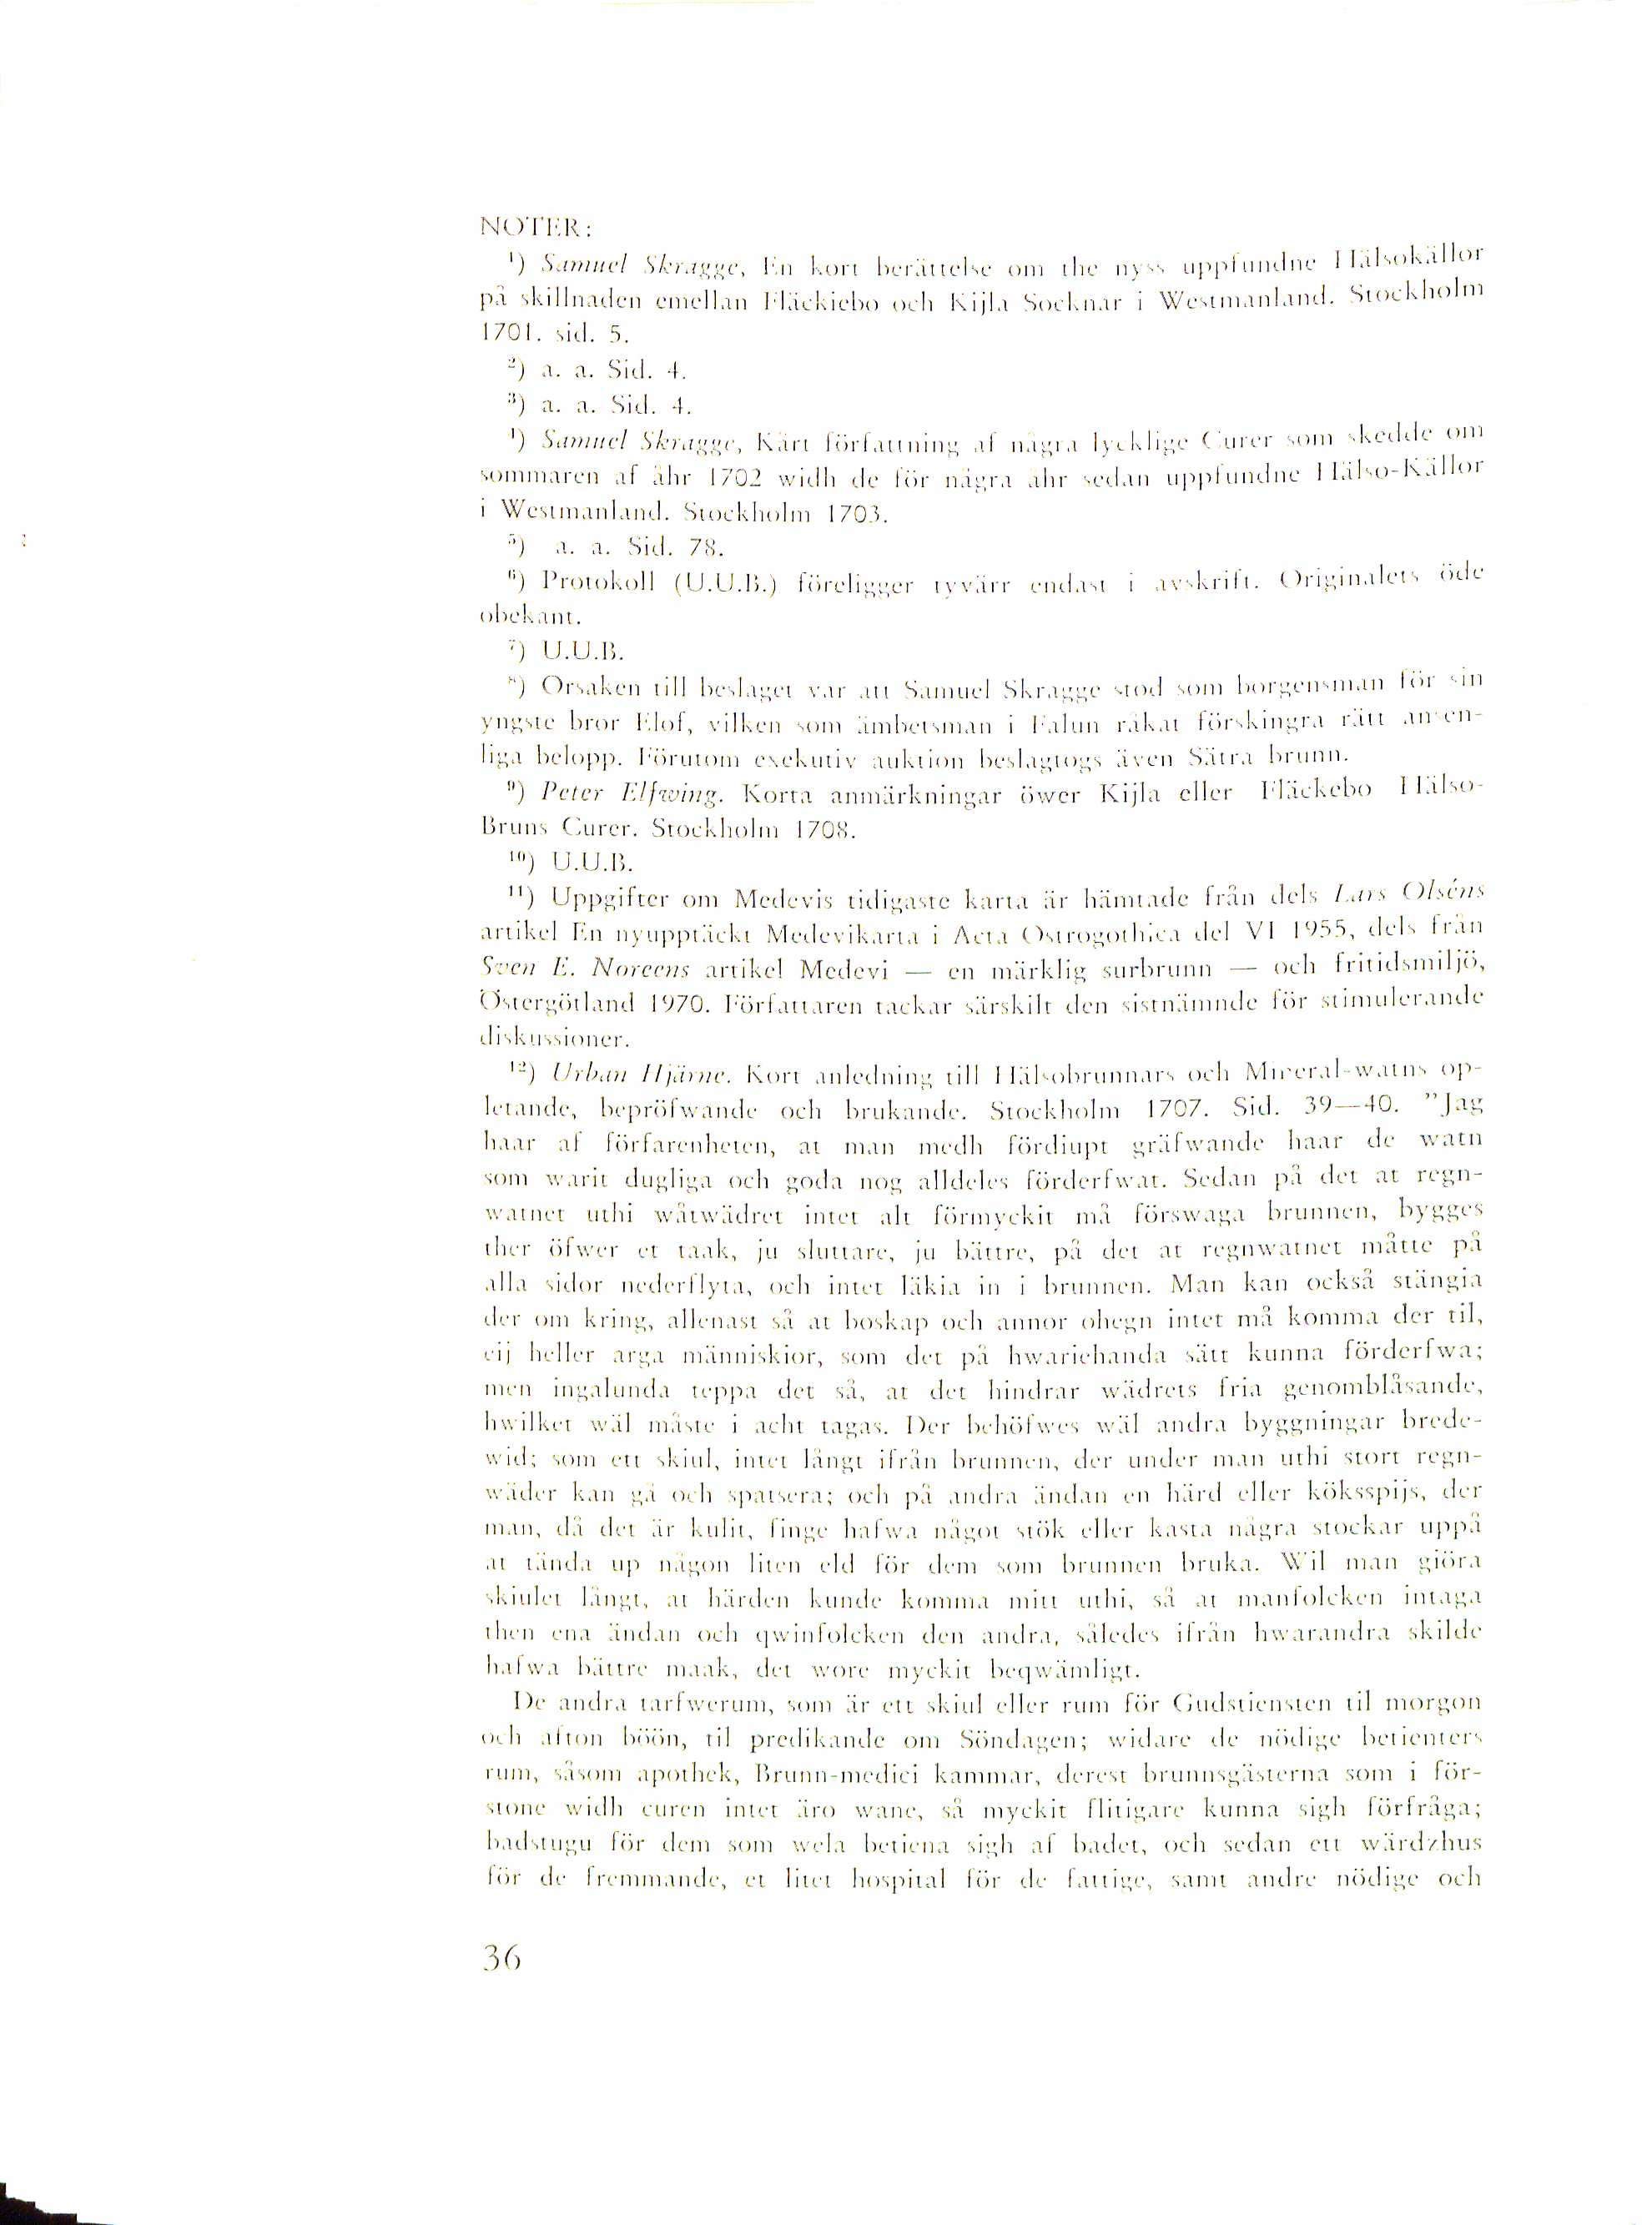 NOTER:
¹) Samuel Skragge, En kort berättelse om the nyss uppfundne Hälsokällor
på skillnaden emellan Fläckiebo och Kijla Socknar i Westmanland. Stockholm
1701. sid. 5.
²) a. a. Sid. 4.
³) a. a. Sid. 4.
⁴) Samuel Skragge, Kårt författning af några lycklige Curer som skedde om
sommaren af åhr 1702 widh de för några åhr sedan uppfundne Hälso-Källor
i Westmanland. Stockholm 1703.
⁵) a. a. Sid. 78.
⁶) Protokoll (U.U.B.) föreligger tyvärr endast i avskrift. Originalets öde
obekant.
⁷) U.U.B.
⁸) Orsaken till beslaget var att Samuel Skragge stod som borgensman för sin
yngste bror Elof, vilken som ämbetsman i Falun råkat förskingra rätt ansen-
liga belopp. Förutom exekutiv auktion beslagtogs även Sätra brunn.
⁹) Peter Elfwing. Korta anmärkningar öwer Kijla eller Fläckebo Hälso-
Bruns Curer. Stockholm 1708.
¹⁰) U.U.B.
¹¹) Uppgifter om Medevis tidigaste karta är hämtade från dels Lars Olséns
artikel En nyupptäckt Medevikarta i Acta Ostrogothica del VI 1955, dels från
Sven E. Noreens artikel Medevi — en märklig surbrunn — och fritidsmiljö,
Östergötland 1970. Författaren tackar särskilt den sistnämnde för stimulerande
diskussioner.
¹²) Urban Hjärne. Kort anledning till Hälsobrunnars och Mineral-watns op-
letande, bepröfwande och brukande. Stockholm 1707. Sid. 39—40. ”Jag
haar af förfarenheten, at man medh fördiupt gräfwande haar de watn
som warit dugliga och goda nog alldeles förderfwat. Sedan på det at regn-
watnet uthi wåtwädret intet alt förmyckit må förswaga brunnen, bygges
ther öfwer et taak, ju sluttare, ju bättre, på det at regnwatnet måtte på
alla sidor nederflyta, och intet läkia in i brunnen. Man kan också stängia
der om kring, allenast så at boskap och annor ohegn intet må komma der til,
eij heller arga människior, som det på hwariehanda sätt kunna förderfwa;
men ingalunda teppa det så, at det hindrar wädrets fria genomblåsande,
hwilket wäl måste i acht tagas. Der behöfwes wäl andra byggningar brede-
wid; som ett skiul, intet långt ifrån brunnen, der under man uthi stort regn-
wäder kan gå och spatsera; och på andra ändan en härd eller köksspijs, der
man, då det är kulit, finge hafwa något stök eller kasta några stockar uppå
at tända up någon liten eld för dem som brunnen bruka. Wil man giöra
skiulet långt, at härden kunde komma mitt uthi, så at manfolcken intaga
then ena ändan och qwinfolcken den andra, således ifrån hwarandra skilde
hafwa bättre maak, det wore myckit beqwämligt.
De andra tarfwerum, som är ett skiul eller rum för Gudstiensten til morgon
och afton böön, til predikande om Söndagen; widare de nödige betienters
rum, såsom apothek, Brunn-medici kammar, derest brunnsgästerna som i för-
stone widh curen intet äro wane, så myckit flitigare kunna sigh förfråga;
badstugu för dem som wela betiena sigh af badet, och sedan ett wärdzhus
för de fremmande, et litet hospital för de fattige, samt andre nödige och
36